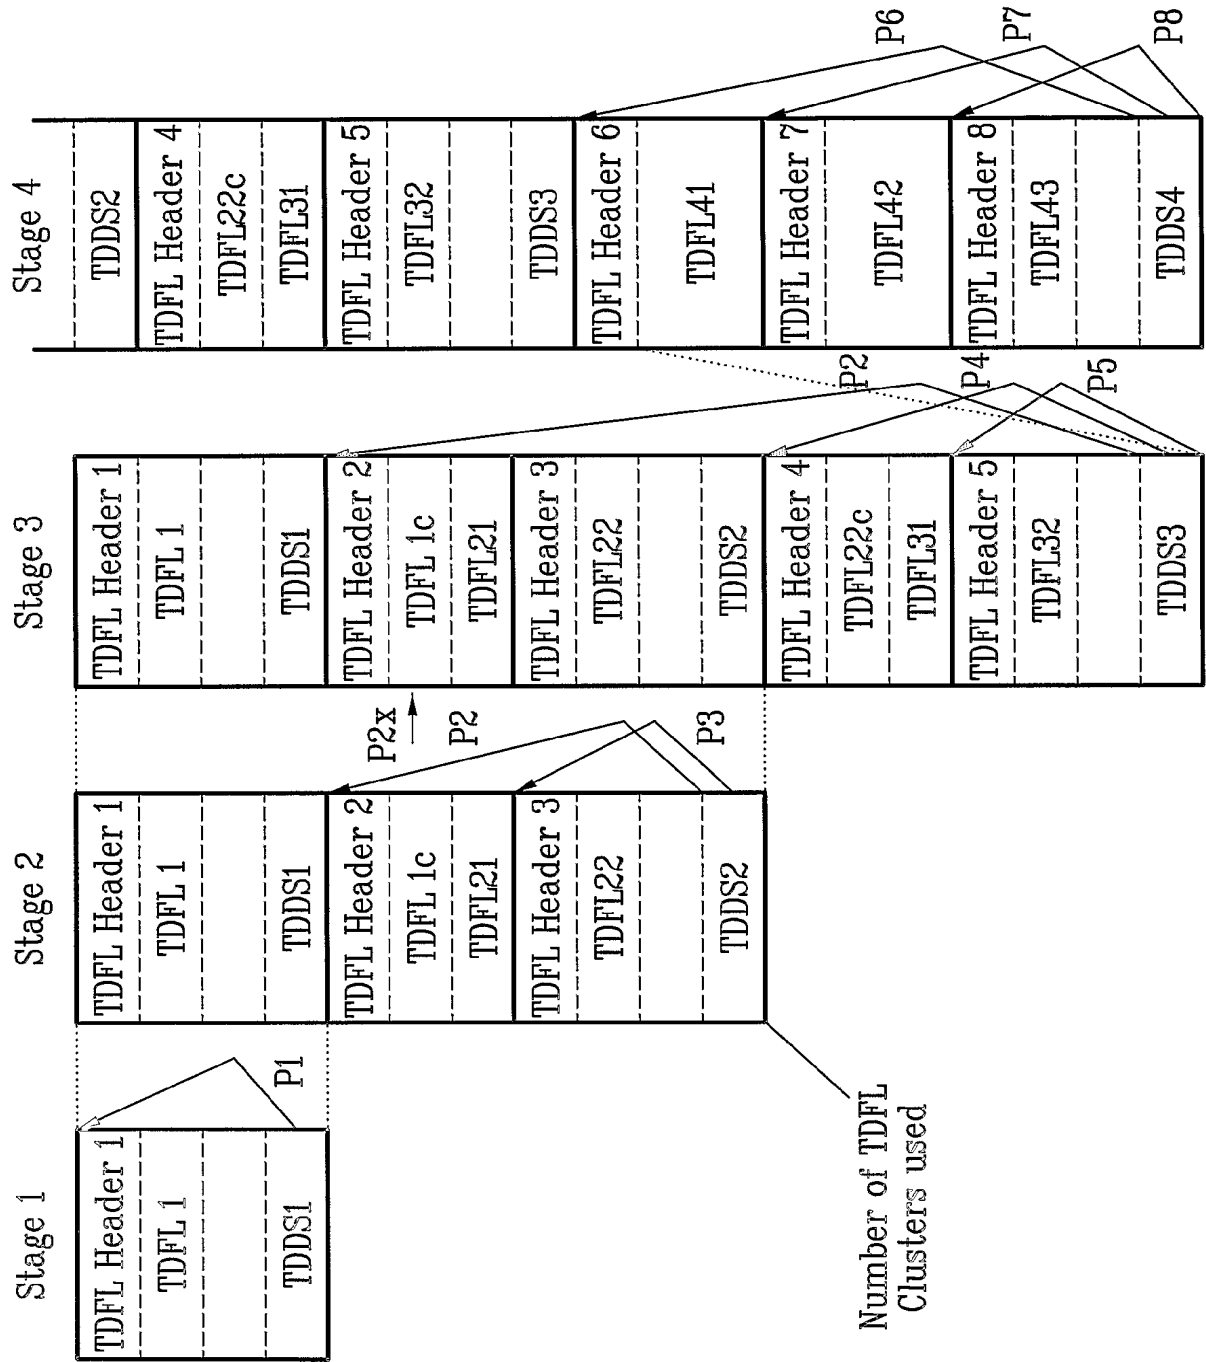 Stage 1
TDFL Header 1
TDFL 1
TDDS1
P1
Stage 2
TDFL Header 1
TDFL 1
TDDS1
TDFL Header 2
TDFL 1c
TDFL21
TDFL Header 3
TDFL22
TDDS2
P2x
P2
P3
Number of TDFL
Clusters used
Stage 3
TDFL Header 1
TDFL 1
TDDS1
TDFL Header 2
TDFL 1c
TDFL21
TDFL Header 3
TDFL22
TDDS2
TDFL Header 4
TDFL22c
TDFL31
TDFL Header 5
TDFL32
TDDS3
P2
P4
P5
Stage 4
TDDS2
TDFL Header 4
TDFL22c
TDFL31
TDFL Header 5
TDFL32
TDDS3
TDFL Header 6
TDFL41
TDFL Header 7
TDFL42
TDFL Header 8
TDFL43
TDDS4
P6
P7
P8